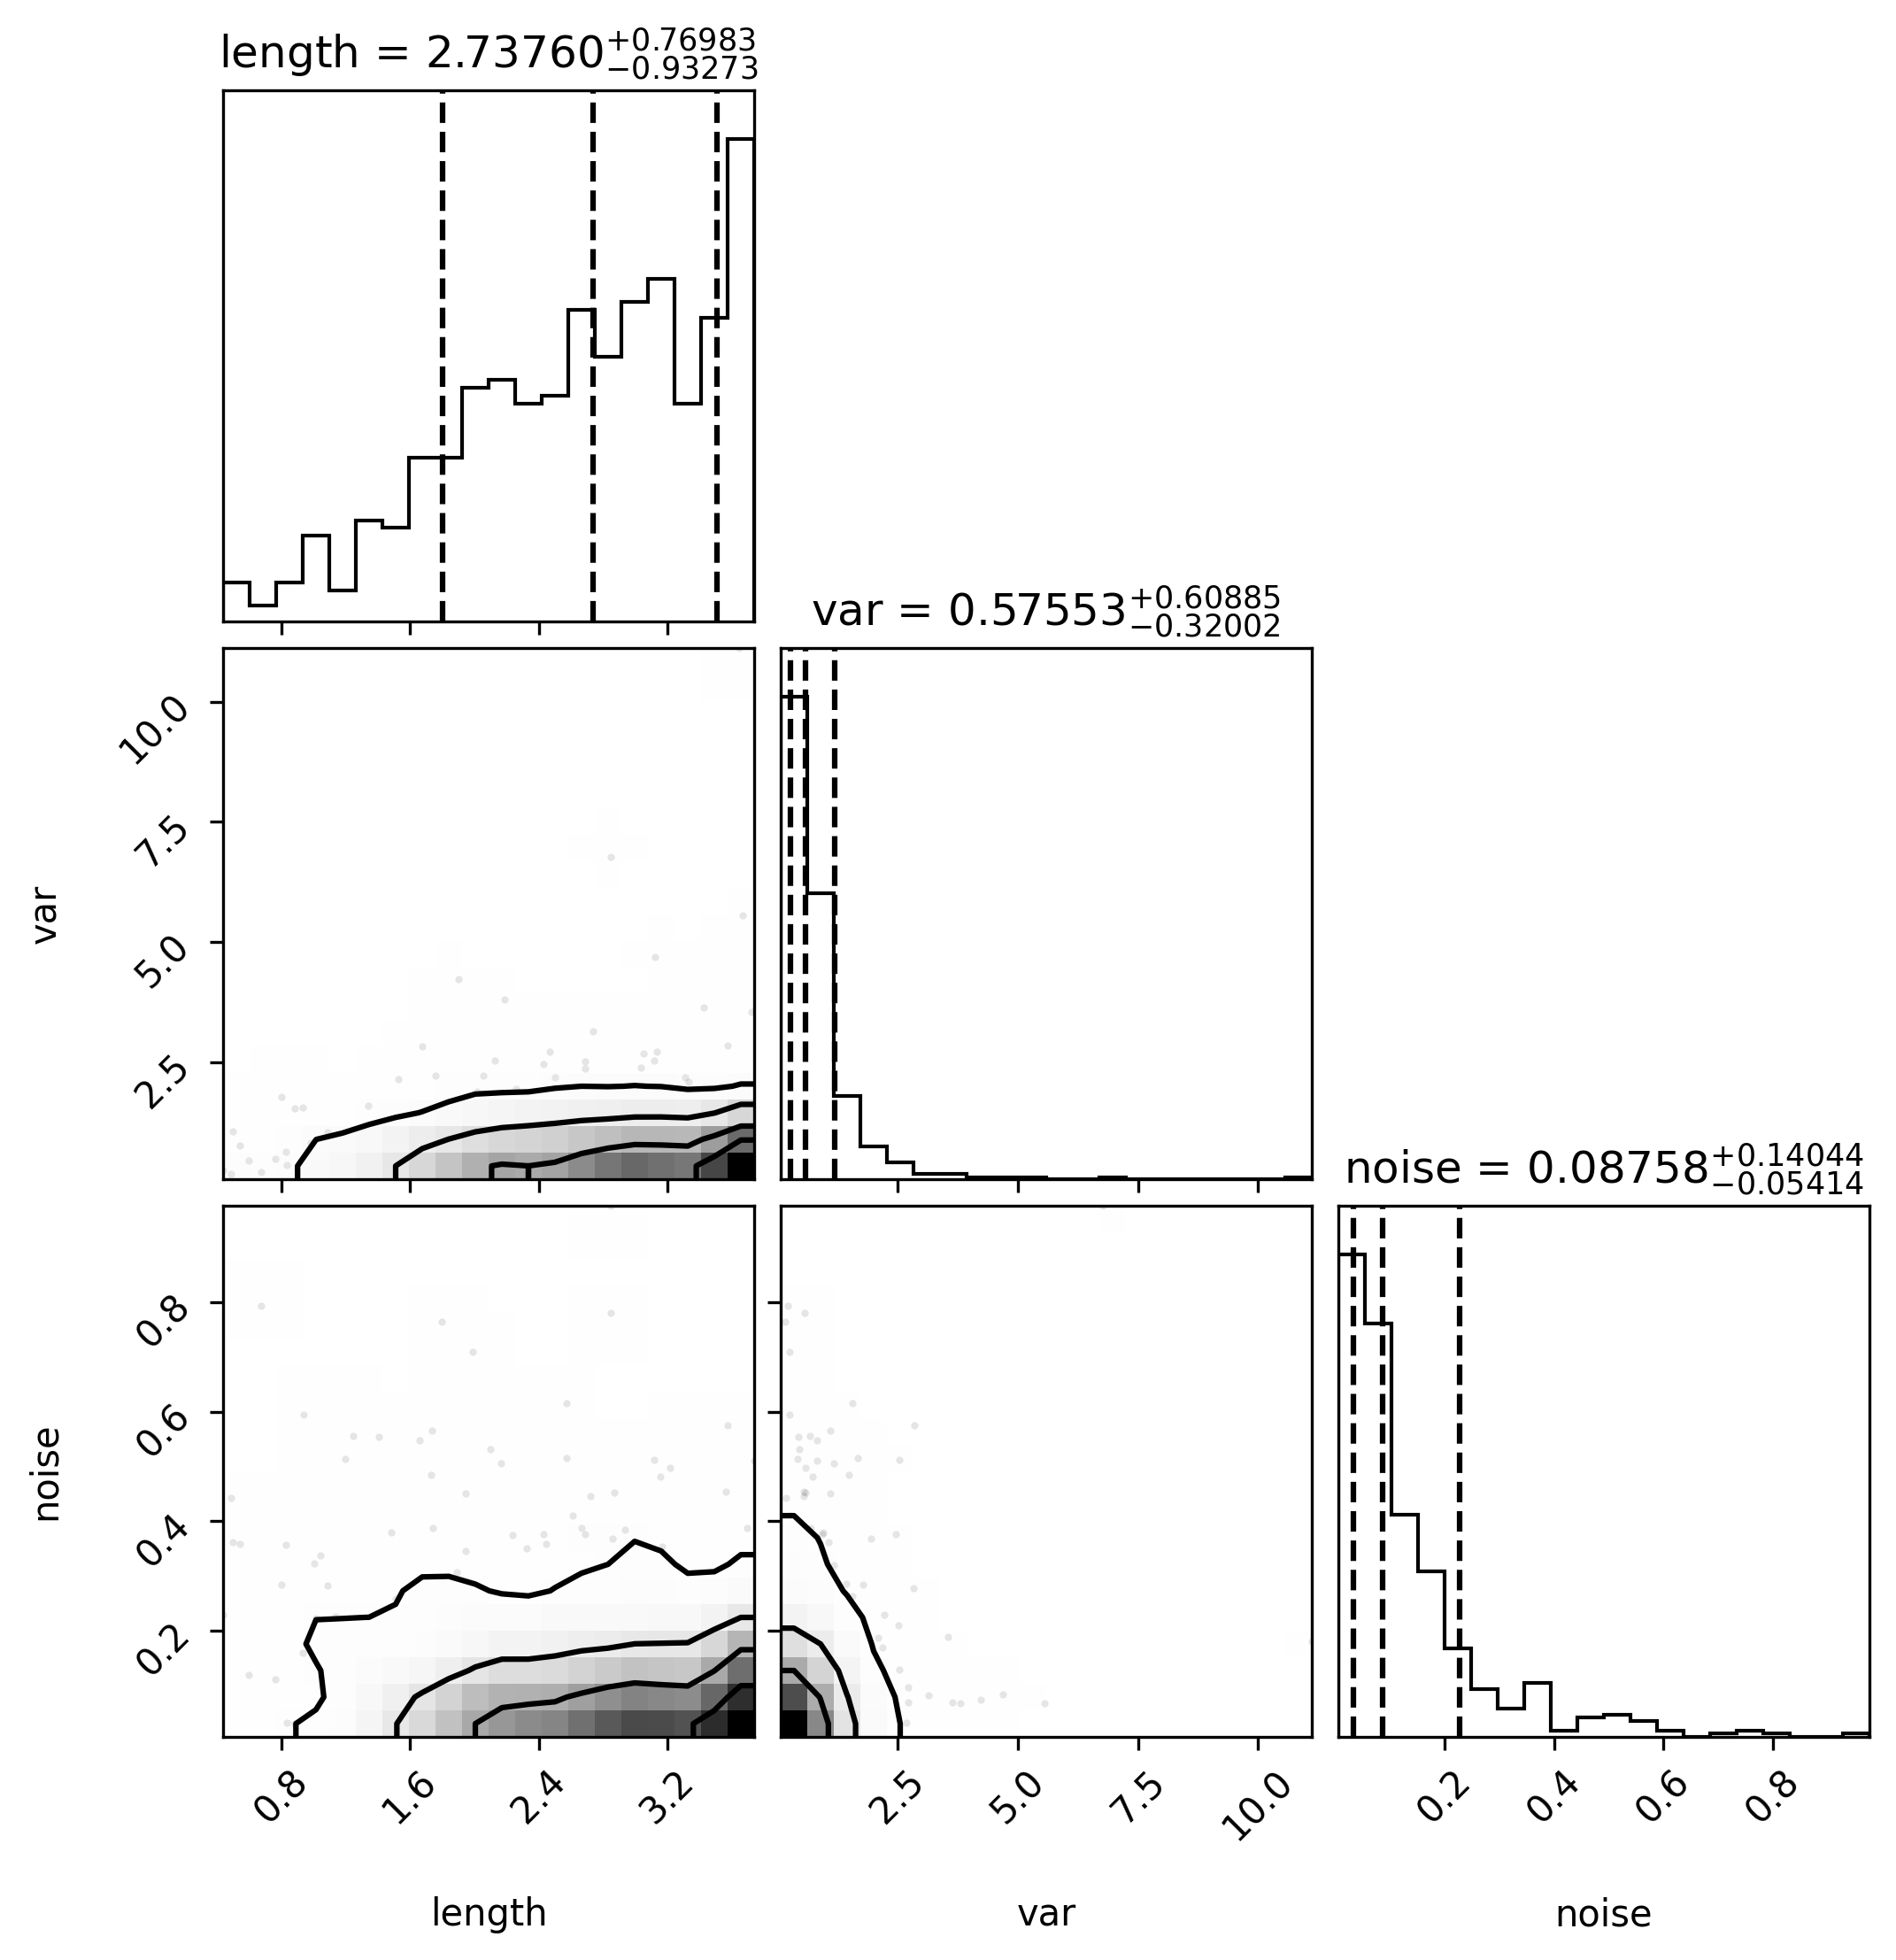 length = 2.73760+0.76983−0.93273
var = 0.57553+0.60885−0.32002
10.0
7.5
5.0
2.5
var
noise = 0.08758+0.14044−0.05414
0.8
0.6
0.4
0.2
noise
0.8 1.6 2.4 3.2 2.5 5.0 7.5 10.0 0.2 0.4 0.6 0.8
length var noise